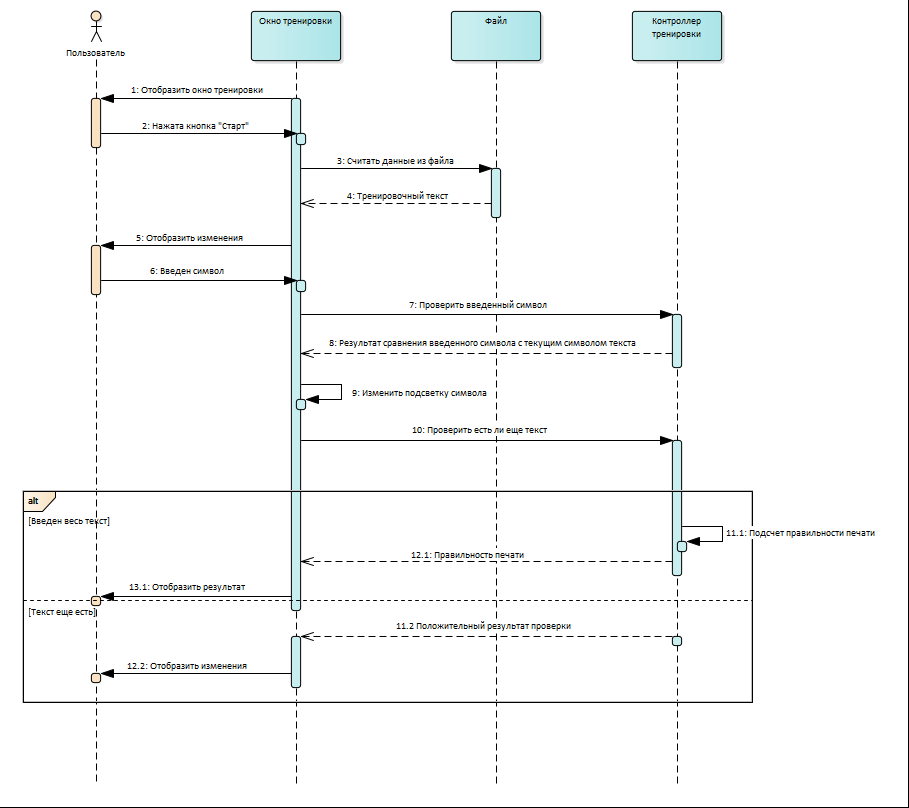 Пользователь
Окно тренировки
Файл
Контроллер
тренировки
1: Отобразить окно тренировки
2: Нажата кнопка "Старт"
3: Считать данные из файла
4: Тренировочный текст
5: Отобразить изменения
6: Введен символ
7: Проверить введенный символ
8: Результат сравнения введенного символа с текущим символом текста
9: Изменить подсветку символа
10: Проверить есть ли еще текст
alt
[Введен весь текст]
11.1: Подсчет правильности печати
12.1: Правильность печати
13.1: Отобразить результат
[Текст еще есть]
11.2 Положительный результат проверки
12.2: Отобразить изменения